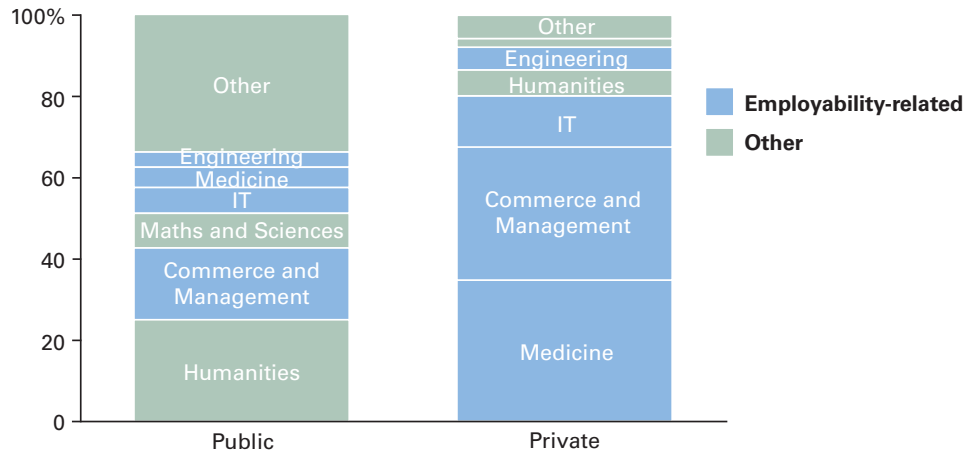 100%
80
60
40
20
0
Other
Engineering
Medicine
IT
Maths and Sciences
Commerce and
Management
Humanities
Public
Other
Engineering
Humanities
IT
Commerce and
Management
Medicine
Private
Employability-related
Other